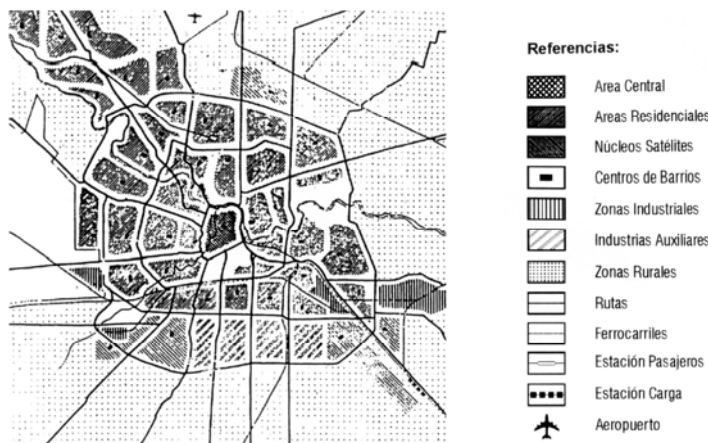 Referencias:
Area Central
Areas Residenciales
Núcleos Satélites
Centros de Barrios
Zonas Industriales
Industrias Auxiliares
Zonas Rurales
Rutas
Ferrocarriles
Estación Pasajeros
Estación Carga
Aeropuerto